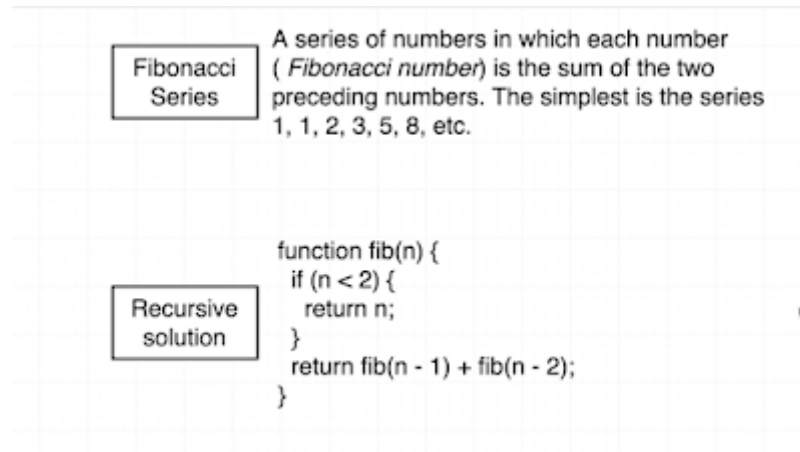 Fibonacci
Series
A series of numbers in which each number
( Fibonacci number) is the sum of the two
preceding numbers. The simplest is the series
1, 1, 2, 3, 5, 8, etc.
Recursive
solution
function fib(n) {
if (n < 2) {
return n;
}
return fib(n - 1) + fib(n - 2);
}